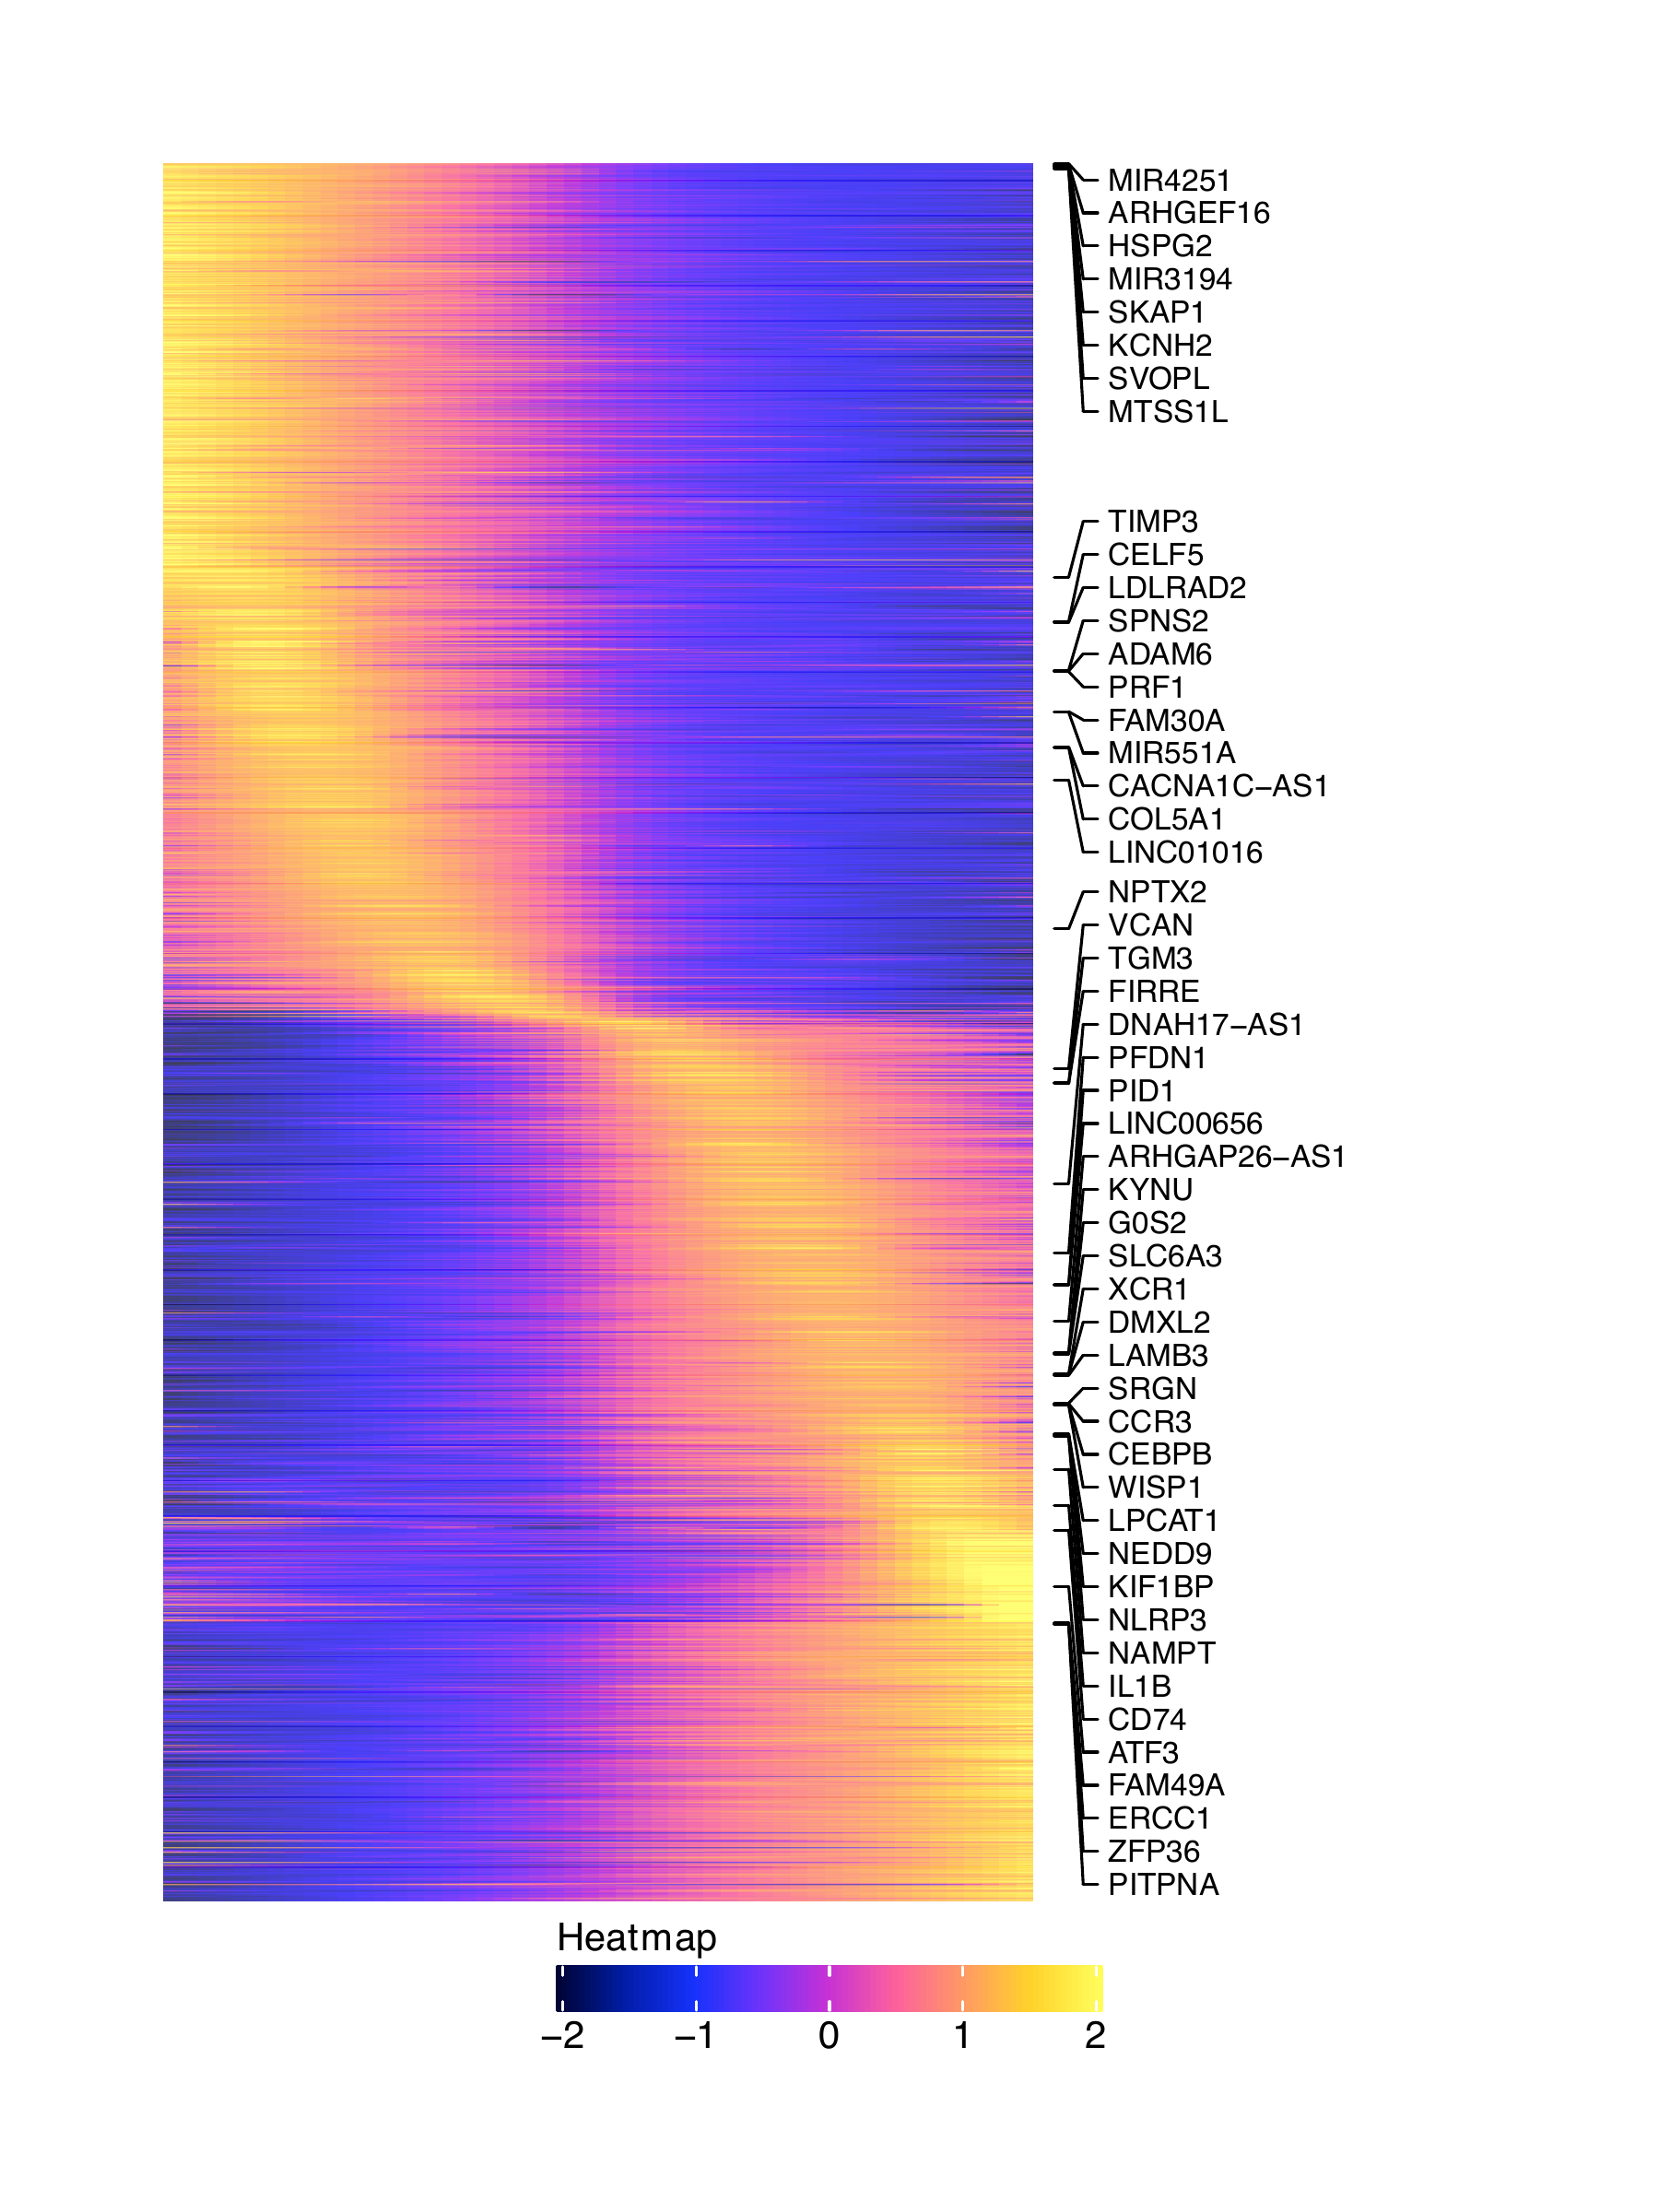 MIR4251
ARHGEF16
HSPG2
MIR3194
SKAP1
KCNH2
SVOPL
MTSS1L
TIMP3
CELF5
LDLRAD2
SPNS2
ADAM6
PRF1
FAM30A
MIR551A
CACNA1C−AS1
COL5A1
LINC01016
NPTX2
VCAN
TGM3
FIRRE
DNAH17−AS1
PFDN1
PID1
LINC00656
ARHGAP26−AS1
KYNU
G0S2
SLC6A3
XCR1
DMXL2
LAMB3
SRGN
CCR3
CEBPB
WISP1
LPCAT1
NEDD9
KIF1BP
NLRP3
NAMPT
IL1B
CD74
ATF3
FAM49A
ERCC1
ZFP36
PITPNA
Heatmap
−2 −1 0 1 2